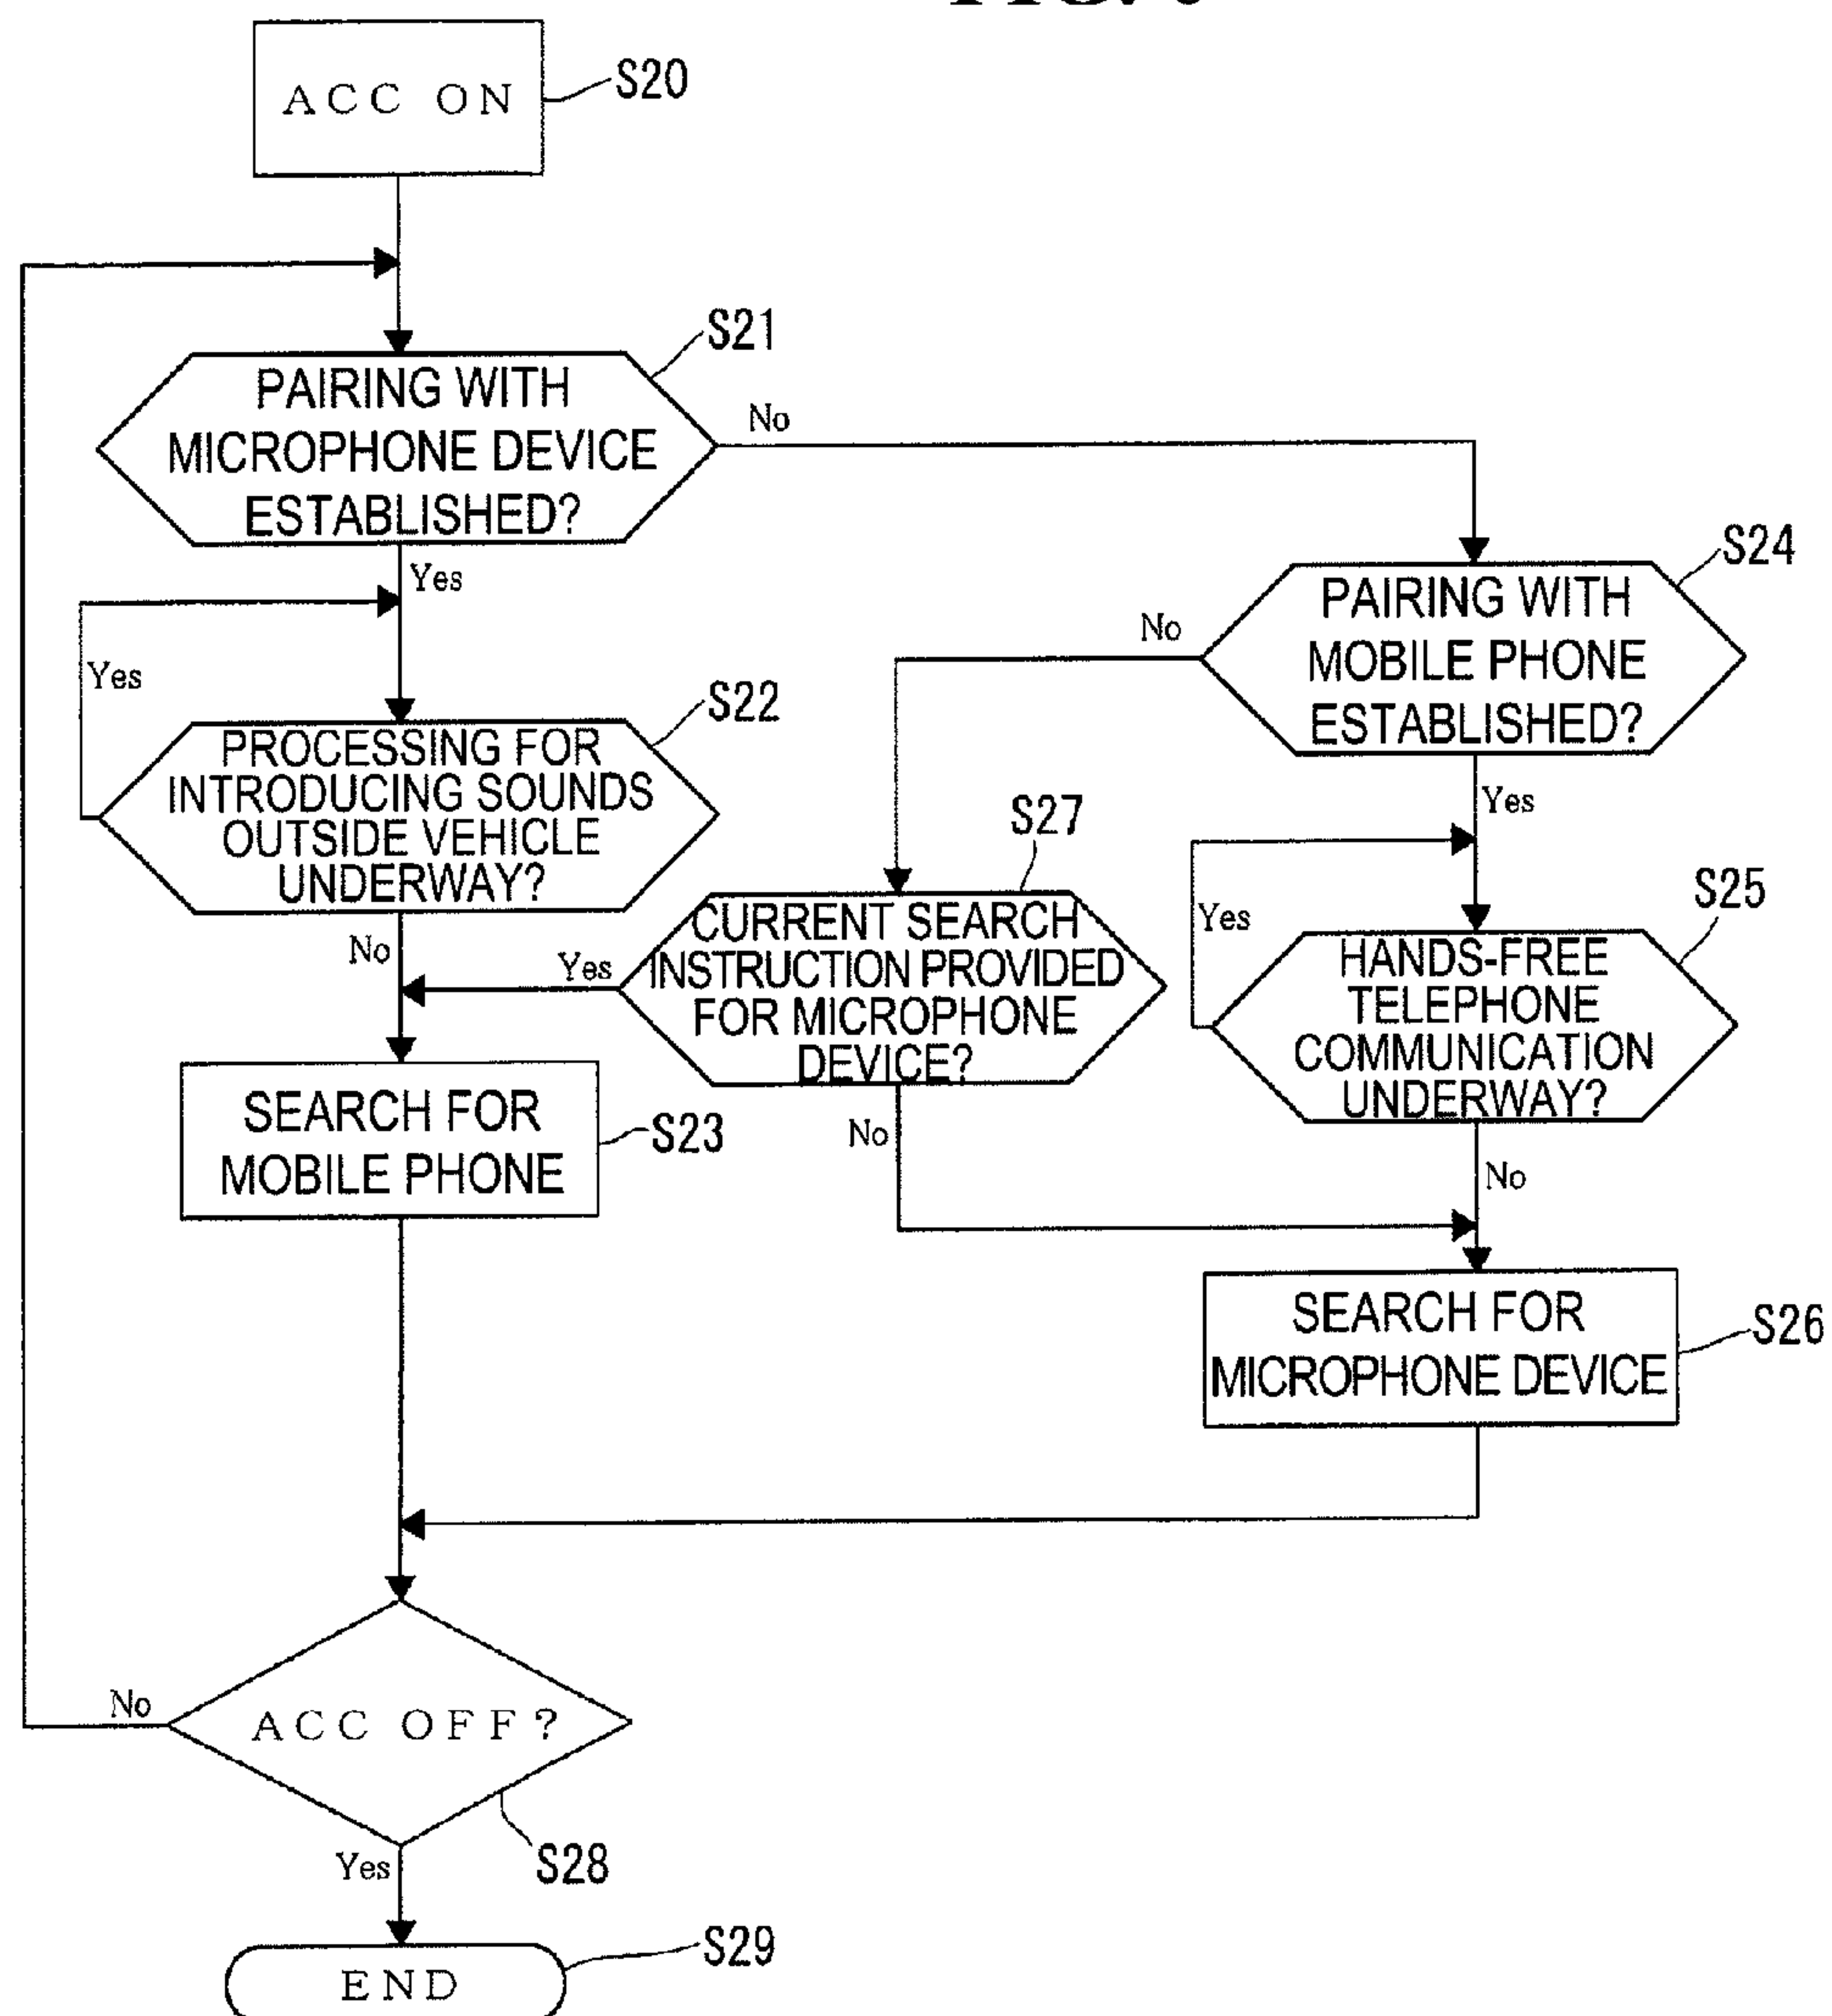 ACC ON
S20
S21
PAIRING WITH
MICROPHONE DEVICE
ESTABLISHED?
No
Yes
S24
PAIRING WITH
MOBILE PHONE
ESTABLISHED?
No
Yes
Yes
S22
PROCESSING FOR
INTRODUCING SOUNDS
OUTSIDE VEHICLE
UNDERWAY?
No
S27
CURRENT SEARCH
INSTRUCTION PROVIDED
FOR MICROPHONE
DEVICE?
Yes
No
S25
Yes
HANDS-FREE
TELEPHONE
COMMUNICATION
UNDERWAY?
No
SEARCH FOR
MOBILE PHONE
S23
SEARCH FOR
MICROPHONE DEVICE
S26
No
ACC OFF?
S28
Yes
S29
END